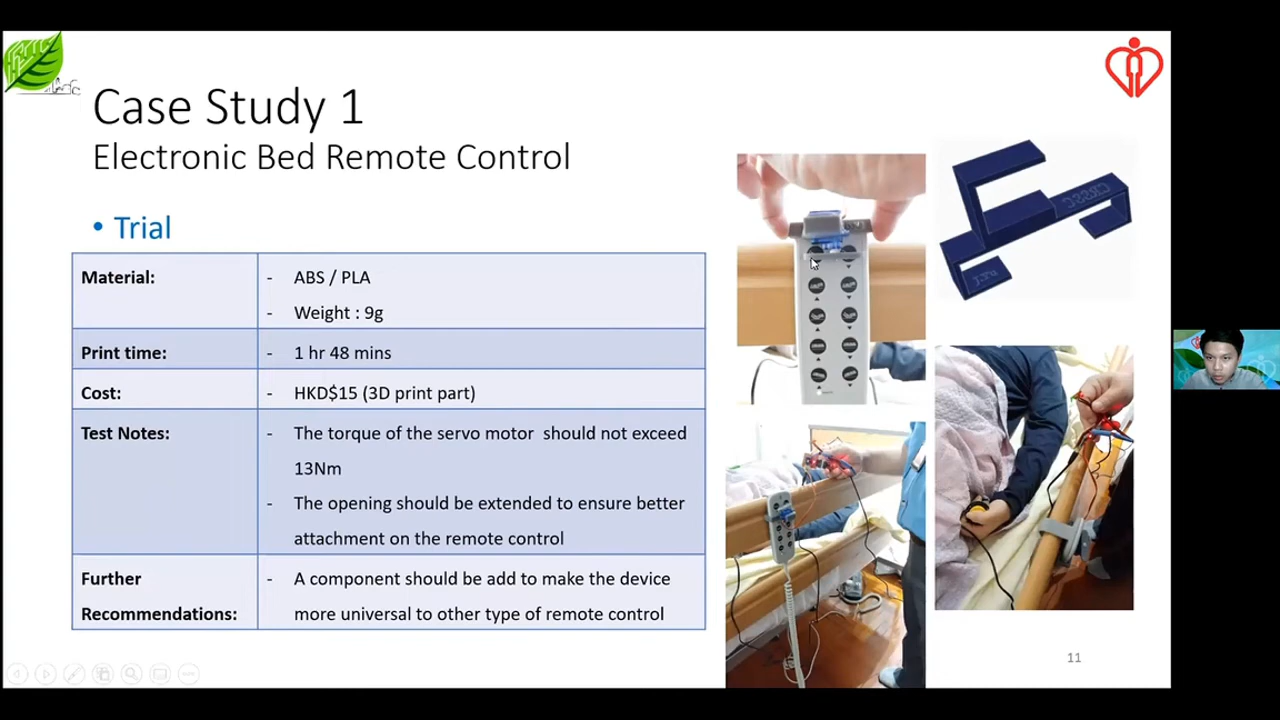 Case Study 1
Electronic Bed Remote Control
• Trial
Material:
- ABS / PLA
- Weight : 9g
Print time:
- 1 hr 48 mins
Cost:
- HKD$15 (3D print part)
Test Notes:
- The torque of the servo motor should not exceed
13Nm
- The opening should be extended to ensure better
attachment on the remote control
Further
Recommendations:
- A component should be add to make the device
more universal to other type of remote control
11